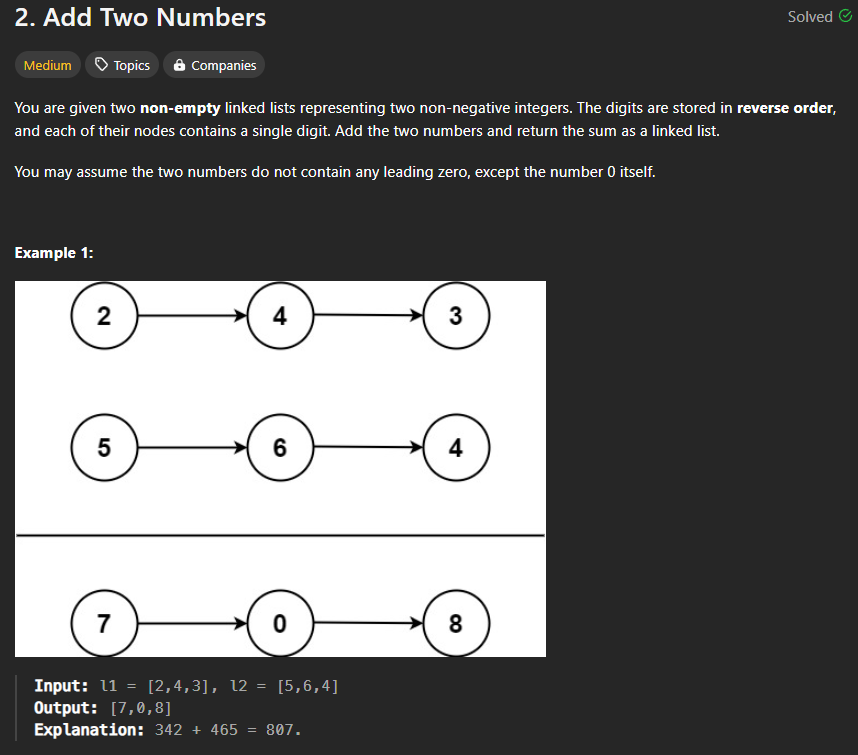 2. Add Two Numbers
Solved
Medium Topics Companies
You are given two non-empty linked lists representing two non-negative integers. The digits are stored in reverse order,
and each of their nodes contains a single digit. Add the two numbers and return the sum as a linked list.
You may assume the two numbers do not contain any leading zero, except the number 0 itself.
Example 1:
2 4 3
5 6 4
7 0 8
Input: l1 = [2,4,3], l2 = [5,6,4]
Output: [7,0,8]
Explanation: 342 + 465 = 807.